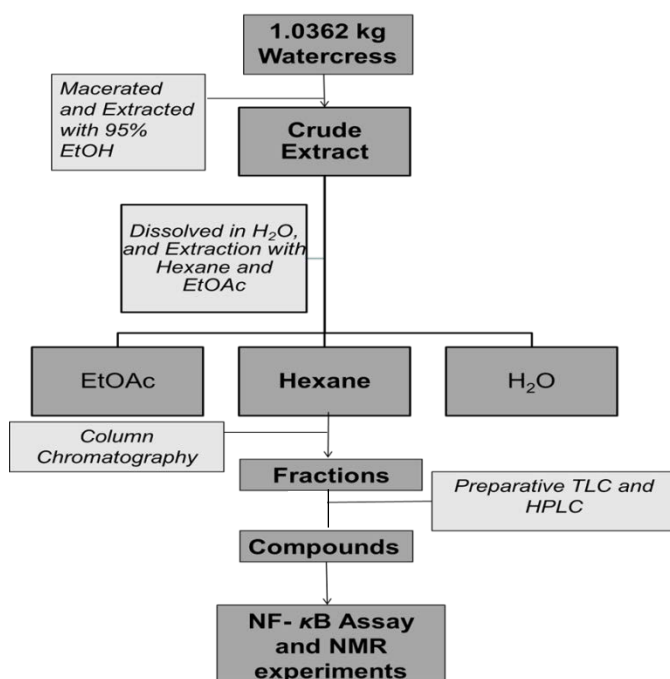 1.0362 kg
Watercress
Macerated
and Extracted
with 95%
EtOH
Crude
Extract
Dissolved in H₂O,
and Extraction with
Hexane and
EtOAc
EtOAc
Hexane
H₂O
Column
Chromatography
Fractions
Preparative TLC and
HPLC
Compounds
NF- κB Assay
and NMR
experiments